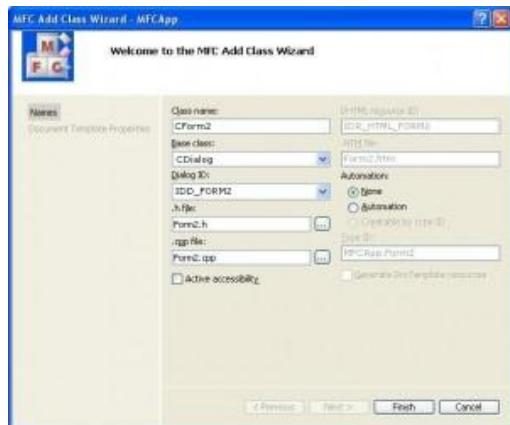 MFC Add Class Wizard - MFCApp
M
F C
Welcome to the MFC Add Class Wizard
Names
Document Template Properties
Class name:
CForm2
Base class:
CDialog
Dialog ID:
IDD_FORM2
.h file:
Form2.h
...
.cpp file:
Form2.cpp
...
Active accessibility
DHTML resource ID:
IDR_HTML_FORM2
.HTM file:
Form2.htm
Automation:
None
Automation
Creatable by type ID
Type ID:
MFCApp.Form2
Generate DocTemplate resources
< Previous
Next >
Finish
Cancel